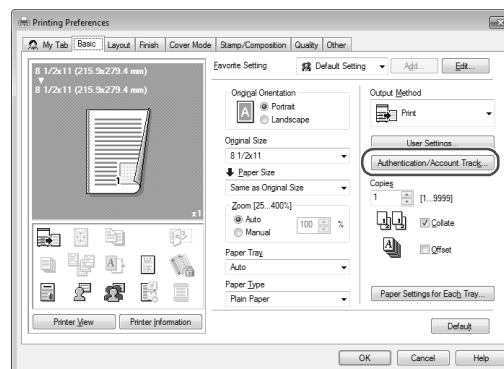 Printing Preferences
My Tab Basic Layout Finish Cover Mode Stamp/Composition Quality Other
8 1/2x11 (215.9x279.4 mm)
8 1/2x11 (215.9x279.4 mm)
1
x1
Printer View Printer Information
Favorite Setting Default Setting Add... Edit...
Original Orientation
A
Portrait
Landscape
Original Size
8 1/2x11
Paper Size
Same as Original Size
Zoom [25...400%]
Auto
Manual
100 %
Paper Tray
Auto
Paper Type
Plain Paper
Output Method
Print
User Settings...
Authentication/Account Track...
Copies
1 [1...9999]
Collate
Offset
Paper Settings for Each Tray...
Default
OK Cancel Help